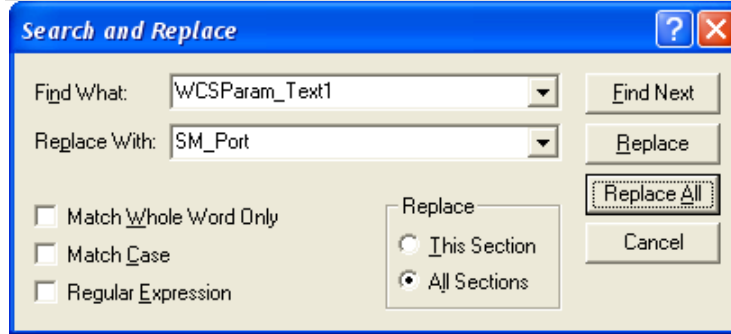 Search and Replace
Find What: WCSParam_Text1 Find Next
Replace With: SM_Port Replace
Replace All
Match Whole Word Only Replace
Match Case This Section Cancel
Regular Expression All Sections